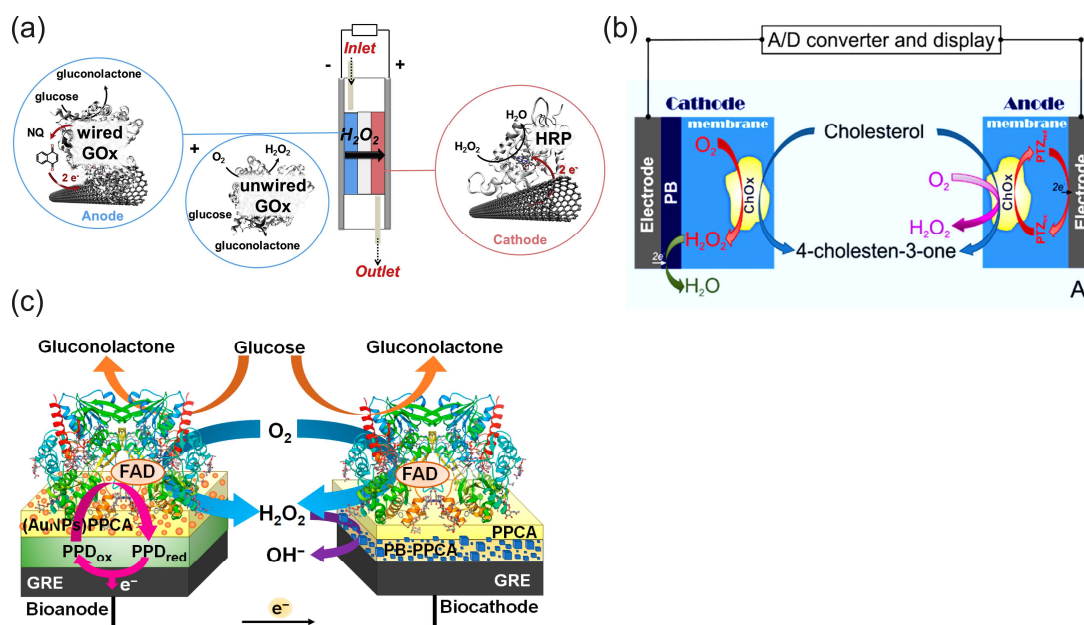 (a)
Inlet
-
+
gluconolactone
glucose
NQ
wired
GOx
2 e-
Anode
+
O2
H2O2
unwired
GOx
glucose
gluconolactone
H2O2
H2O
H2O2
HRP
2 e-
Cathode
Outlet
(b)
A/D converter and display
Cathode
Anode
membrane
membrane
Electrode
PB
O2
ChOx
H2O2
2e
H2O
Cholesterol
4-cholesten-3-one
O2
H2O2
ChOx
PTZred
PTZox
2e
Electrode
A
(c)
Gluconolactone
Glucose
Gluconolactone
O2
FAD
FAD
(AuNPs)PPCA
H2O2
PPCA
PPDox
PPDred
OH−
PB-PPCA
GRE
e−
GRE
Bioanode
e−
Biocathode